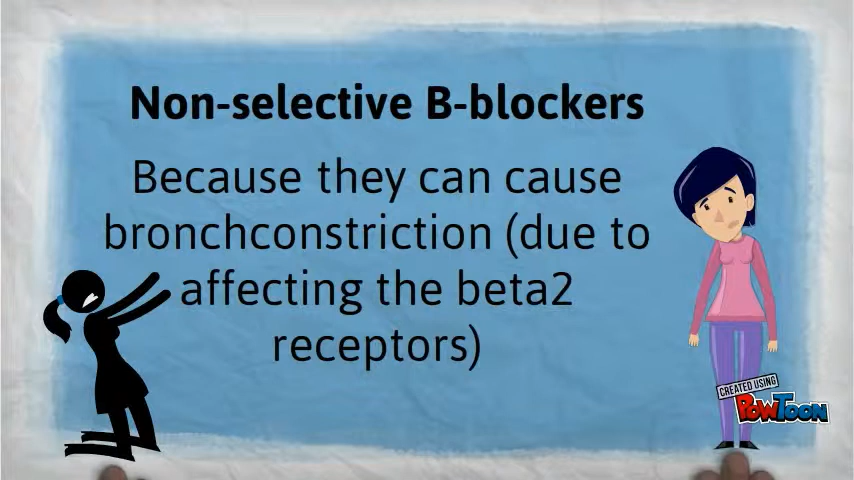 Non-selective B-blockers
Because they can cause
bronchconstriction (due to
affecting the beta2
receptors)
CREATED USING
POWTOON